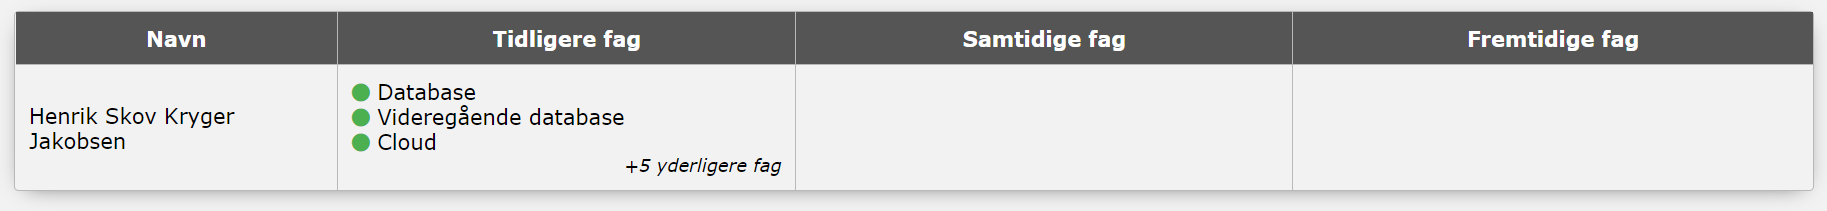 Navn Tidligere fag Samtidige fag Fremtidige fag
Henrik Skov Kryger
Jakobsen
Database
Videregående database
Cloud
+5 yderligere fag